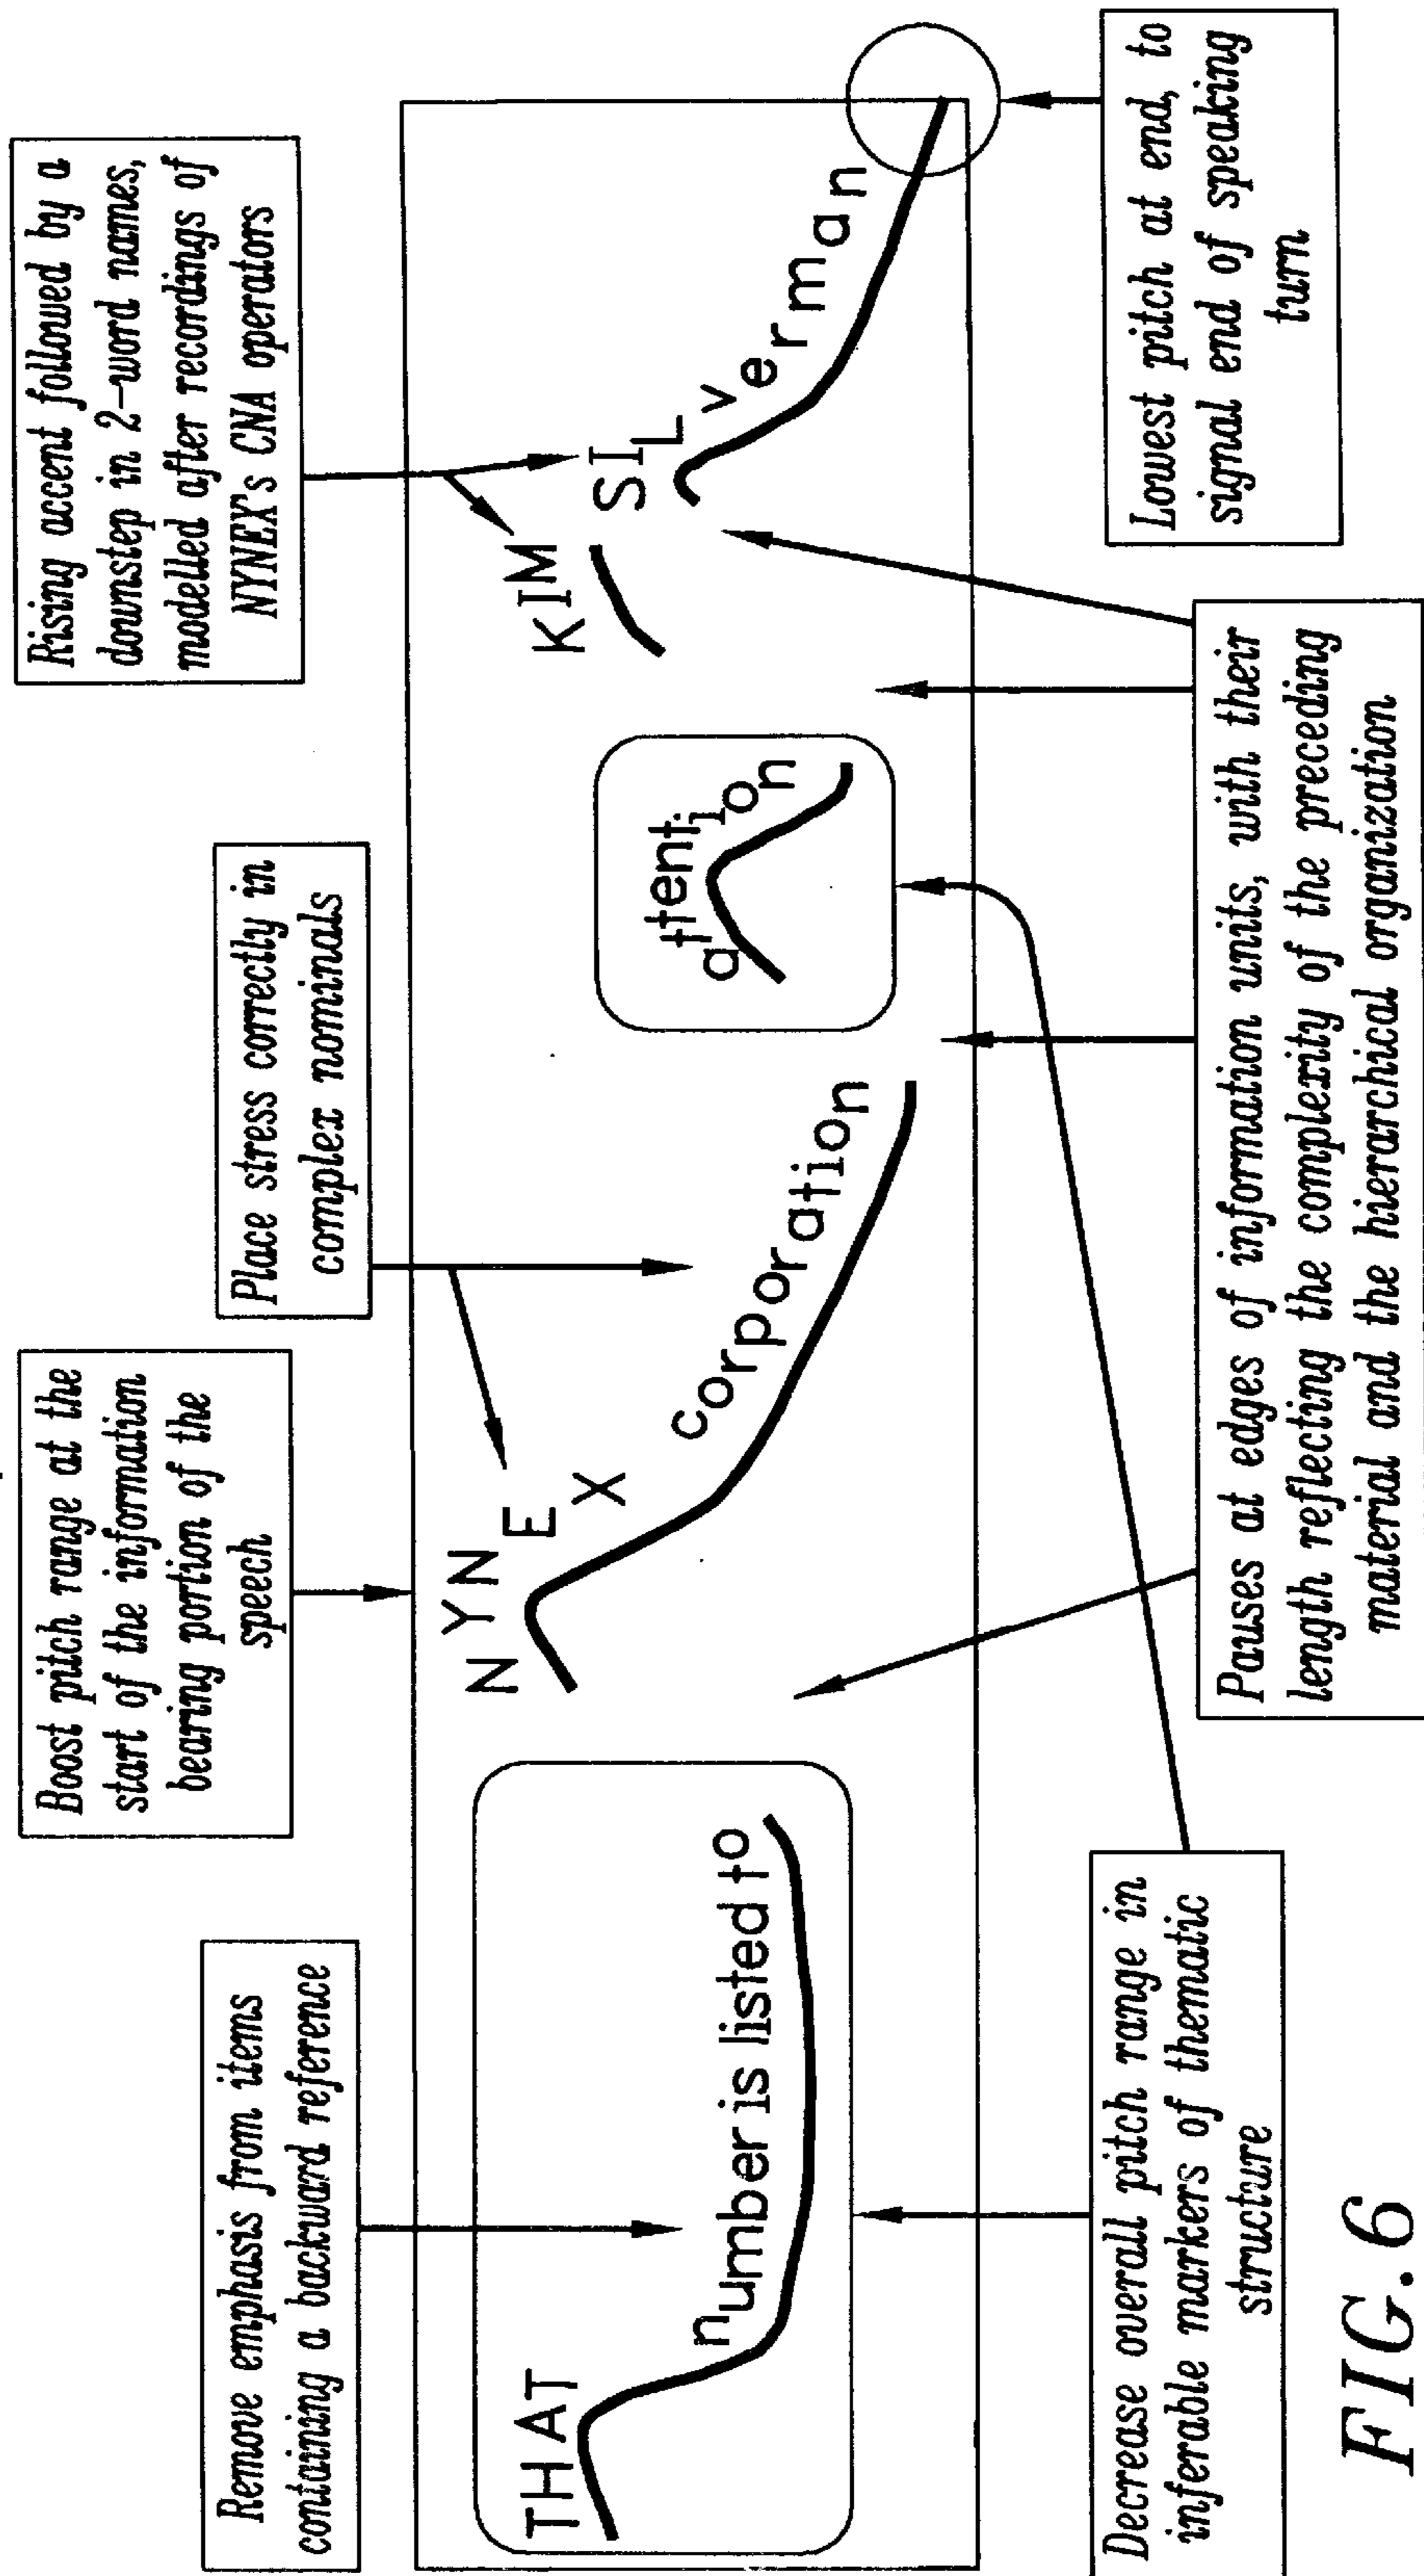 Remove emphasis from items
containing a backward reference
Boost pitch range at the
start of the information
bearing portion of the
speech
Place stress correctly in
complex nominals
Rising accent followed by a
downstep in 2-word names,
modelled after recordings of
NYNEX's CNA operators
THAT number is listed to
NYNEX corporation
attention
KIM SILverman
Decrease overall pitch range in
inferable markers of thematic
structure
Pauses at edges of information units, with their
length reflecting the complexity of the preceding
material and the hierarchical organization
Lowest pitch at end, to
signal end of speaking
turn
FIG.6